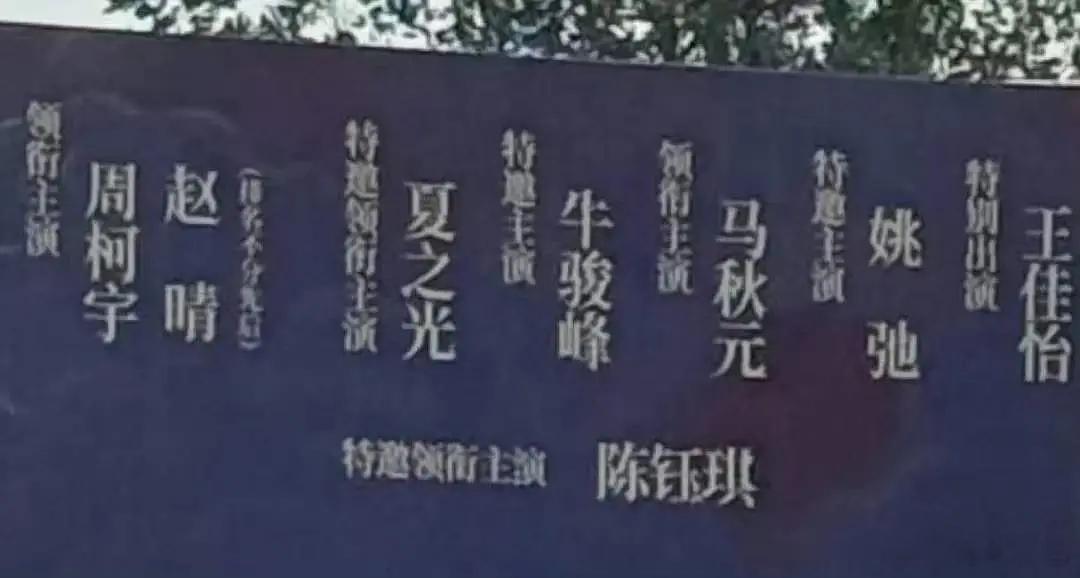 领衔主演
周柯宇
赵晴
(排名不分先后)
特邀领衔主演
夏之光
特邀主演
牛骏峰
领衔主演
马秋元
特邀主演
姚弛
特别出演
王佳怡
特邀领衔主演 陈钰琪